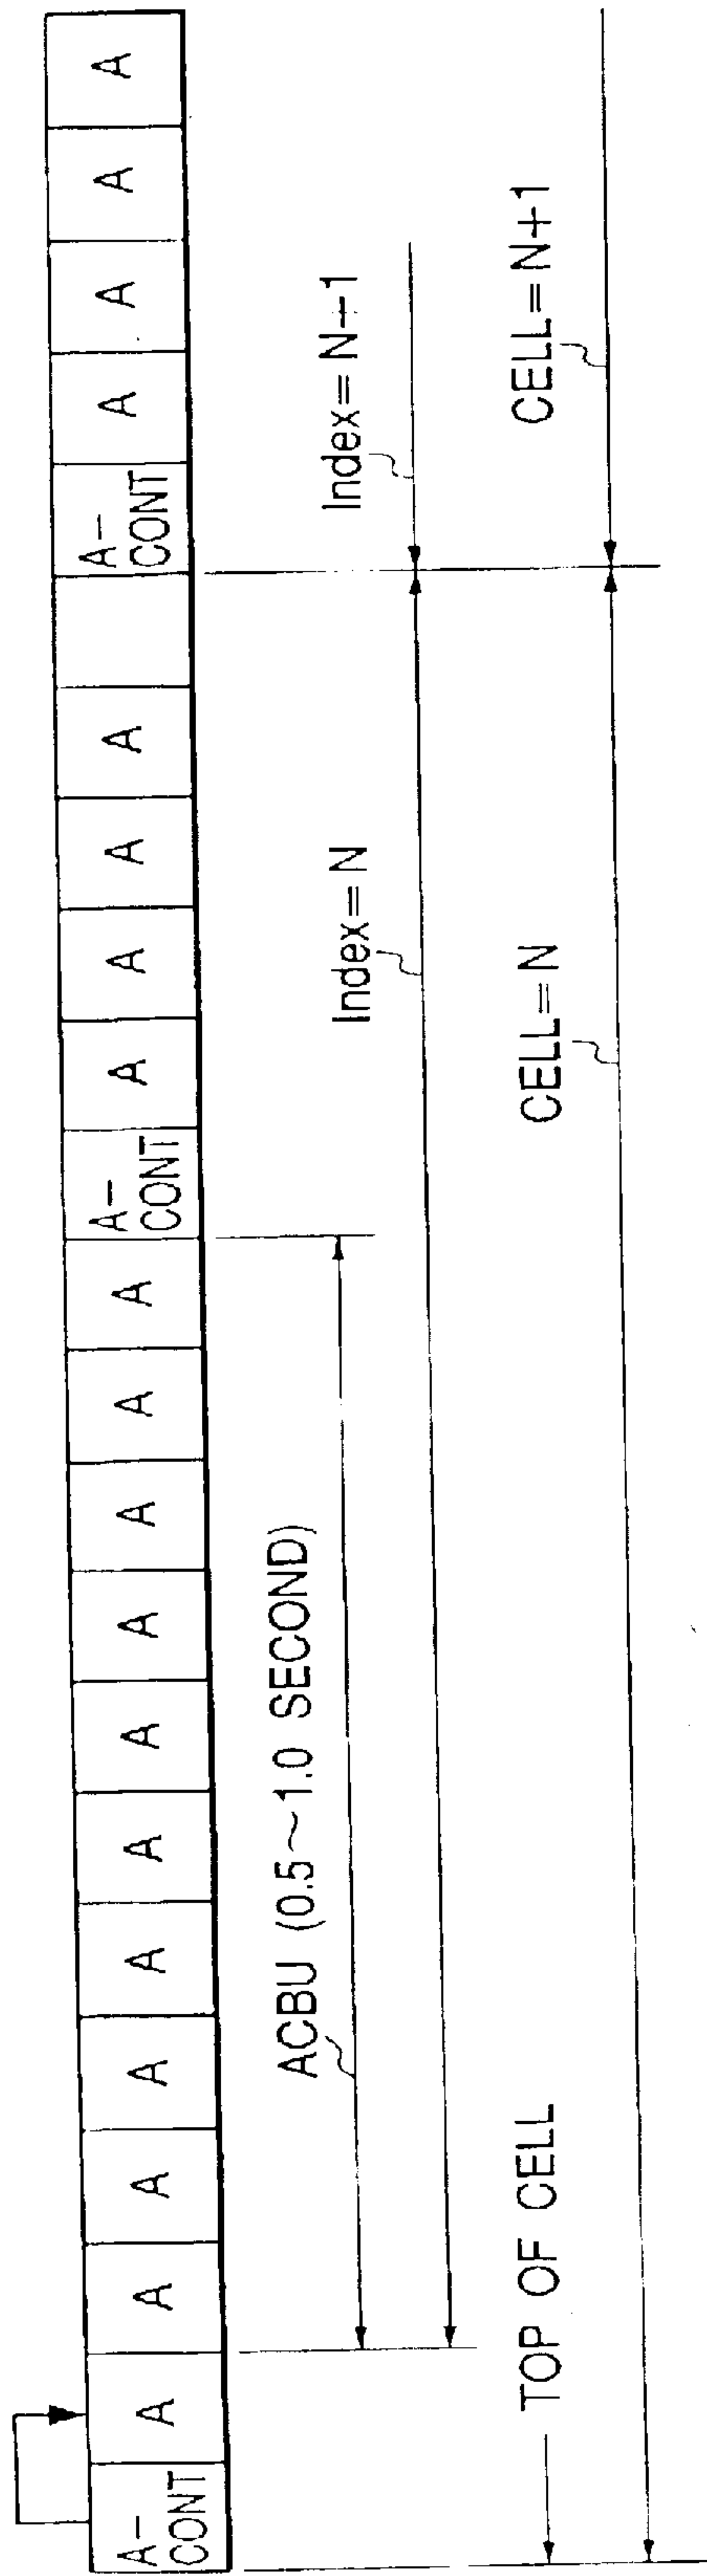 A-
CONT
A
A
A
A
A
A
A
A
A
A
A
A-
CONT
A
A
A
A
A-
CONT
A
A
A
A
ACBU (0.5~1.0 SECOND)
Index=N
Index=N+1
TOP OF CELL
CELL=N
CELL=N+1